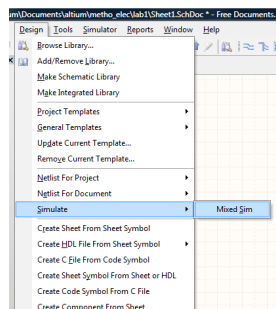 um\Documents\altium\metho_elec\lab1\Sheet1.SchDoc * - Free Documents.
Design Tools Simulator Reports Window Help
Browse Library...
Add/Remove Library...
Make Schematic Library
Make Integrated Library
Project Templates
General Templates
Update Current Template...
Remove Current Template...
Netlist For Project
Netlist For Document
Simulate Mixed Sim
Create Sheet From Sheet Symbol
Create HDL File From Sheet Symbol
Create C File From Code Symbol
Create Sheet Symbol From Sheet or HDL
Create Code Symbol From C File
Create Component From Sheet